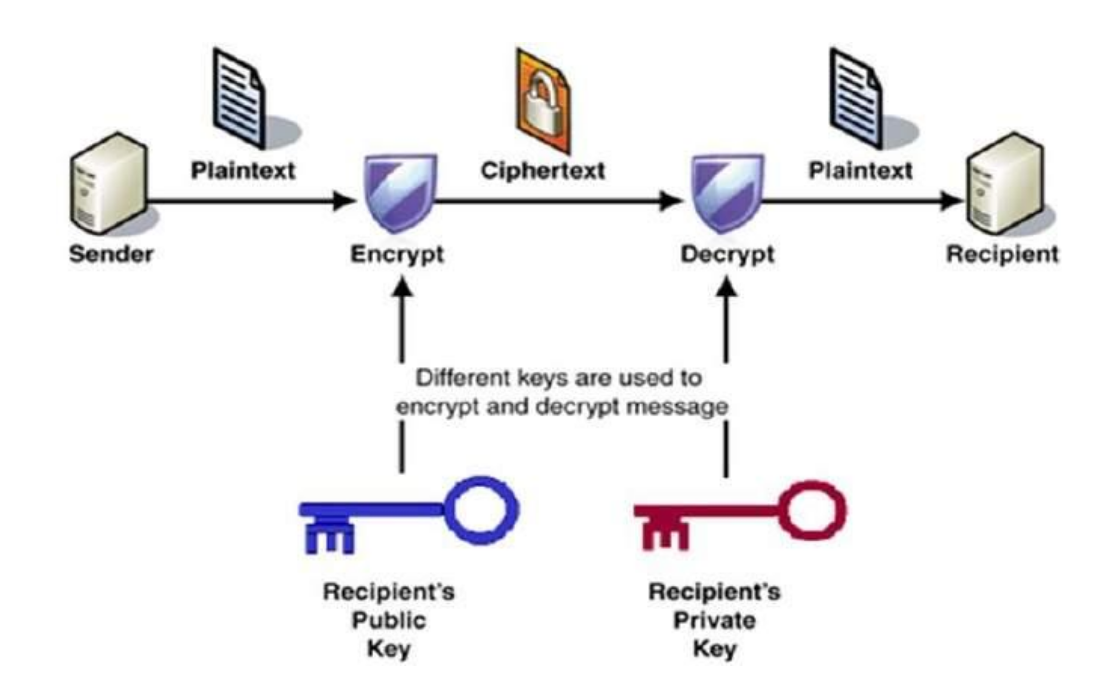 Plaintext
Ciphertext
Plaintext
Sender
Encrypt
Decrypt
Recipient
Different keys are used to
encrypt and decrypt message
Recipient's
Public
Key
Recipient's
Private
Key